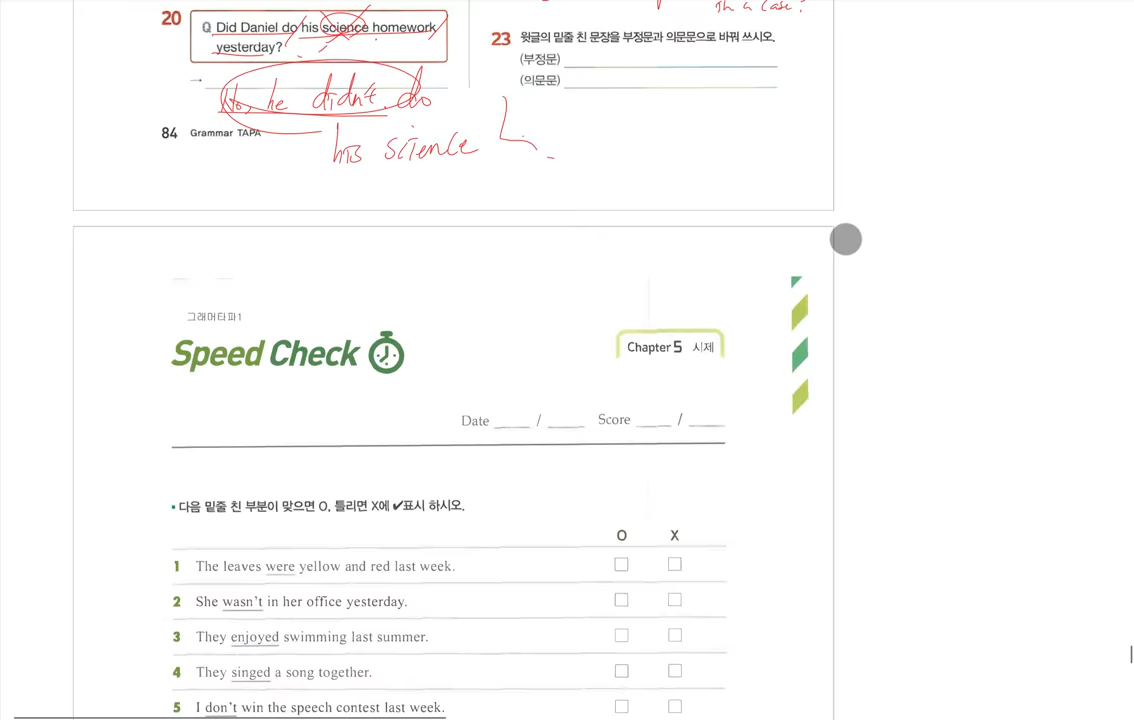 in a case?
20
Q Did Daniel do his science homework
yesterday?
→
No, he didn't. do
his science h
84 Grammar TAPA
23 윗글의 밑줄 친 문장을 부정문과 의문문으로 바꿔 쓰시오.
(부정문)
(의문문)
그래머타파1
Speed Check
Chapter 5 시제
Date ____ / ____ Score ____ / ____
▪ 다음 밑줄 친 부분이 맞으면 O, 틀리면 X에 ✔표시 하시오.
O X
1 The leaves were yellow and red last week.
2 She wasn't in her office yesterday.
3 They enjoyed swimming last summer.
4 They singed a song together.
5 I don't win the speech contest last week.